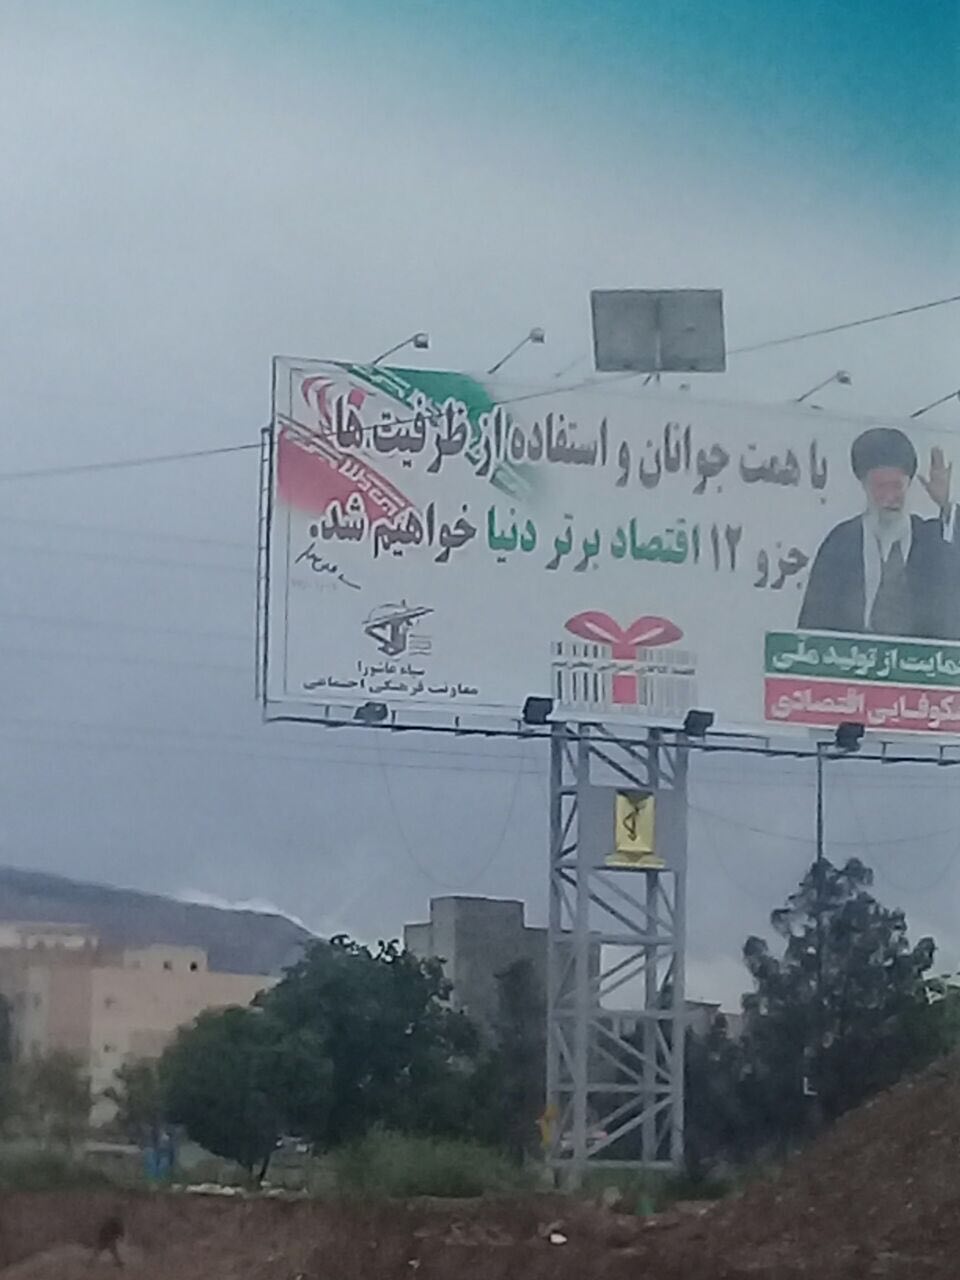 با همت جوانان و استفاده از ظرفیت ها
جزو ۱۲ اقتصاد برتر دنیا خواهیم شد.
حمایت از تولید ملی
شکوفایی اقتصادی
سپاه عاشورا
معاونت فرهنگی اجتماعی